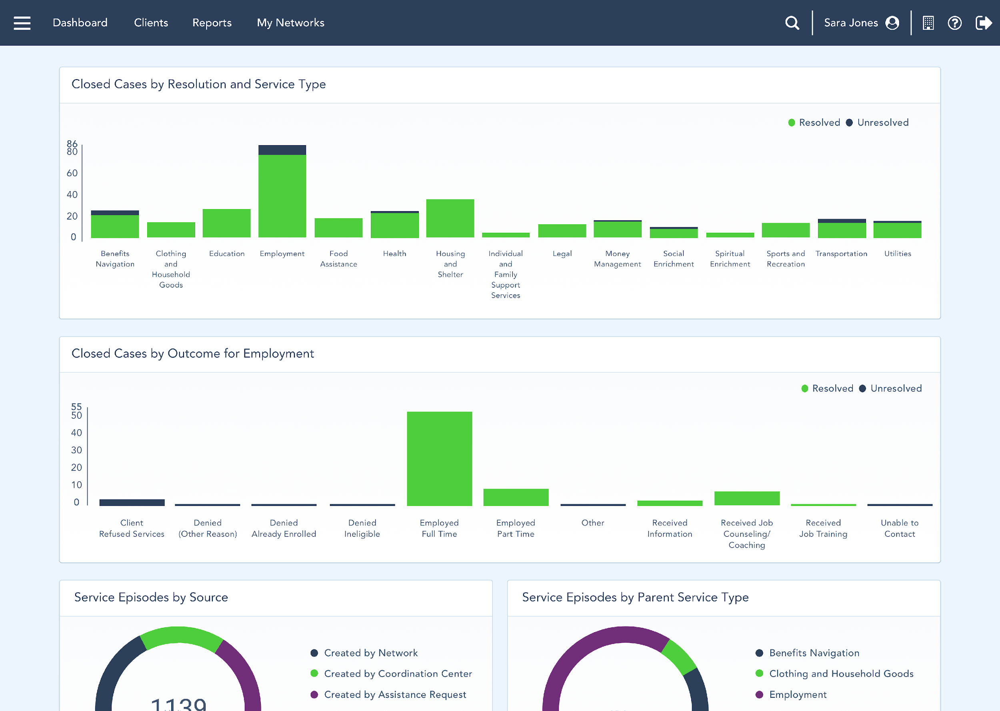 Dashboard Clients Reports My Networks Sara Jones
Closed Cases by Resolution and Service Type
Resolved Unresolved
86
80
60
40
20
0
Benefits Navigation
Clothing and Household Goods
Education
Employment
Food Assistance
Health
Housing and Shelter
Individual and Family Support Services
Legal
Money Management
Social Enrichment
Spiritual Enrichment
Sports and Recreation
Transportation
Utilities
Closed Cases by Outcome for Employment
Resolved Unresolved
55
50
40
30
20
10
0
Client Refused Services
Denied (Other Reason)
Denied Already Enrolled
Denied Ineligible
Employed Full Time
Employed Part Time
Other
Received Information
Received Job Counseling/ Coaching
Received Job Training
Unable to Contact
Service Episodes by Source
1139
Created by Network
Created by Coordination Center
Created by Assistance Request
Service Episodes by Parent Service Type
Benefits Navigation
Clothing and Household Goods
Employment